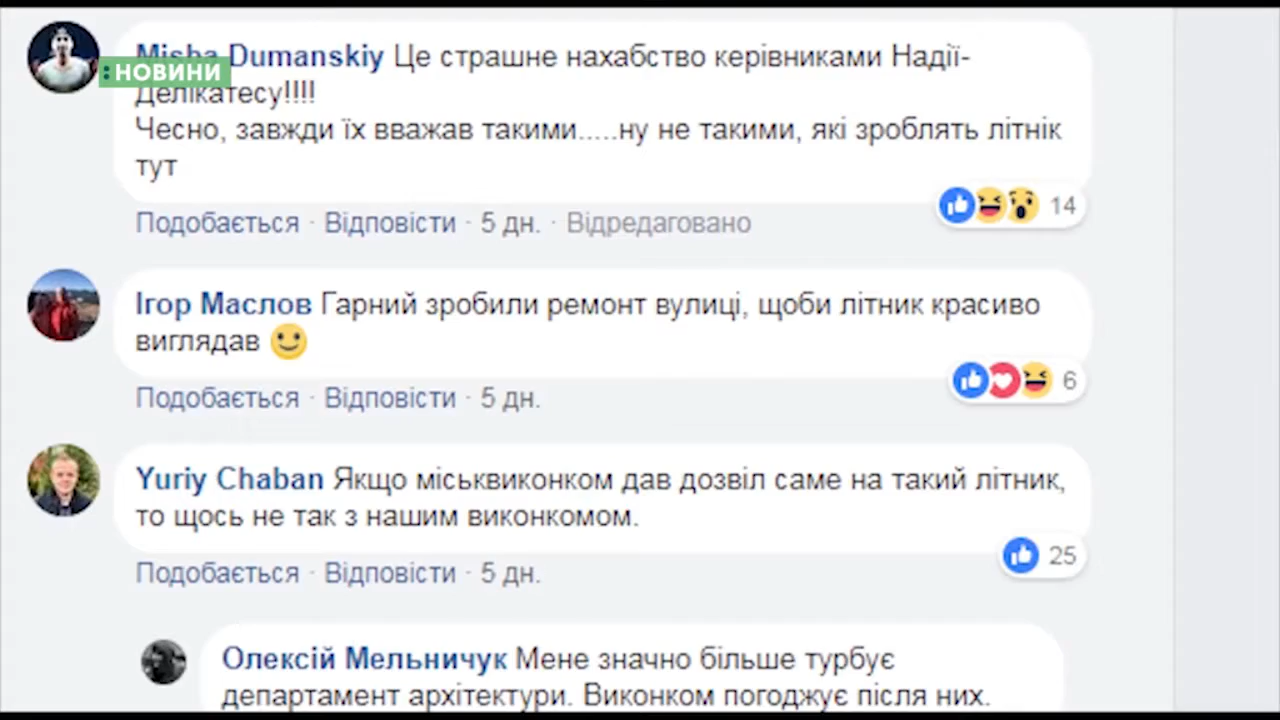 Misha Dumanskiy Це страшне нахабство керівниками Надії-
: НОВИНИ
Делікатесу!!!!
Чесно, завжди їх вважав такими.....ну не такими, які зроблять літнік
тут
14
Подобається · Відповісти · 5 дн. · Відредаговано
Ігор Маслов Гарний зробили ремонт вулиці, щоби літник красиво
виглядав
6
Подобається · Відповісти · 5 дн.
Yuriy Chaban Якщо міськвиконком дав дозвіл саме на такий літник,
то щось не так з нашим виконкомом.
25
Подобається · Відповісти · 5 дн.
Олексій Мельничук Мене значно більше турбує
департамент архітектури. Виконком погоджує після них.